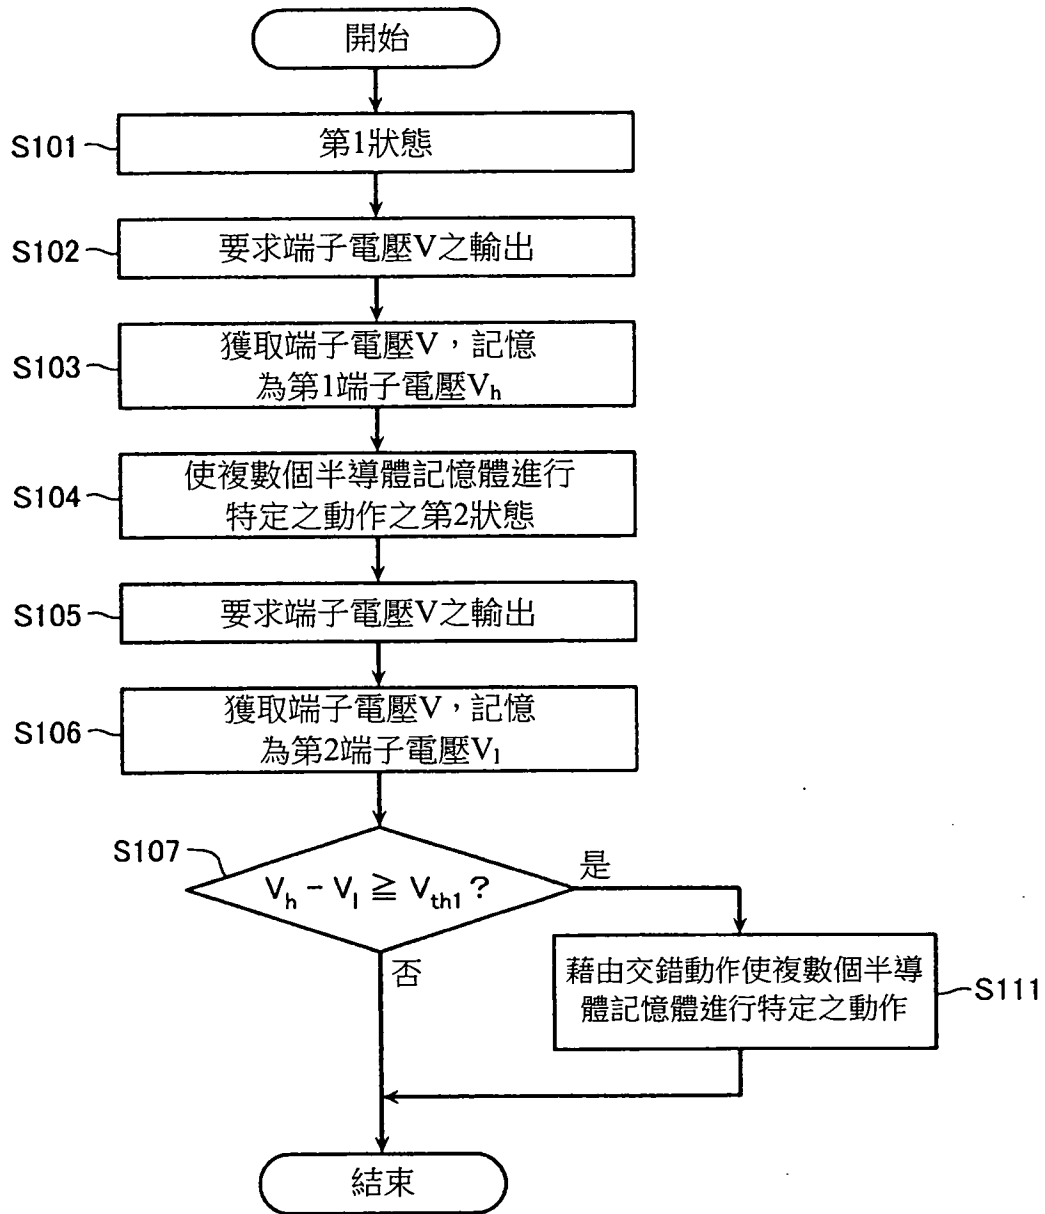 開始
S101
第1狀態
S102
要求端子電壓V之輸出
S103
獲取端子電壓V，記憶
為第1端子電壓Vh
S104
使複數個半導體記憶體進行
特定之動作之第2狀態
S105
要求端子電壓V之輸出
S106
獲取端子電壓V，記憶
為第2端子電壓Vl
S107
Vh - Vl ≧ Vth1 ?
是
否
藉由交錯動作使複數個半導
體記憶體進行特定之動作
S111
結束